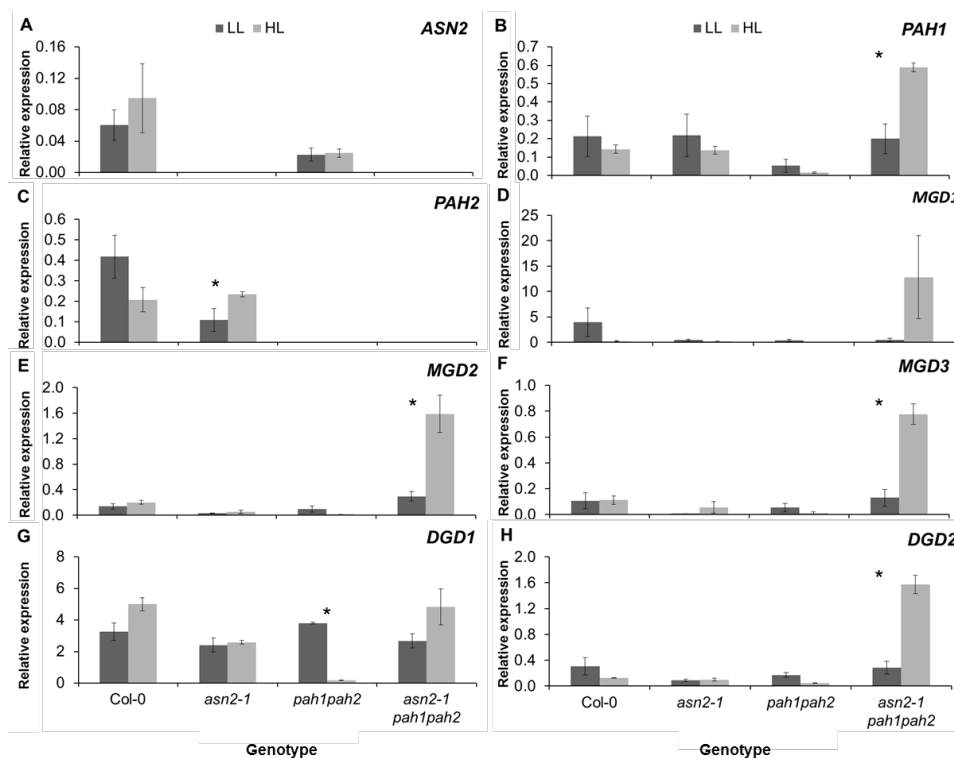 A
LL HL
ASN2
Relative expression
0.16
0.12
0.08
0.04
0.00
B
LL HL
PAH1
Relative expression
0.7
0.6
0.5
0.4
0.3
0.2
0.1
0.0
*
C
PAH2
Relative expression
0.6
0.5
0.4
0.3
0.2
0.1
0.0
*
D
MGD1
Relative expression
25
20
15
10
5
0
E
MGD2
Relative expression
2.0
1.6
1.2
0.8
0.4
0.0
*
F
MGD3
Relative expression
1.0
0.8
0.6
0.4
0.2
0.0
*
G
DGD1
Relative expression
8
6
4
2
0
*
Col-0 asn2-1 pah1pah2 asn2-1
pah1pah2
Genotype
H
DGD2
Relative expression
2.0
1.6
1.2
0.8
0.4
0.0
*
Col-0 asn2-1 pah1pah2 asn2-1
pah1pah2
Genotype